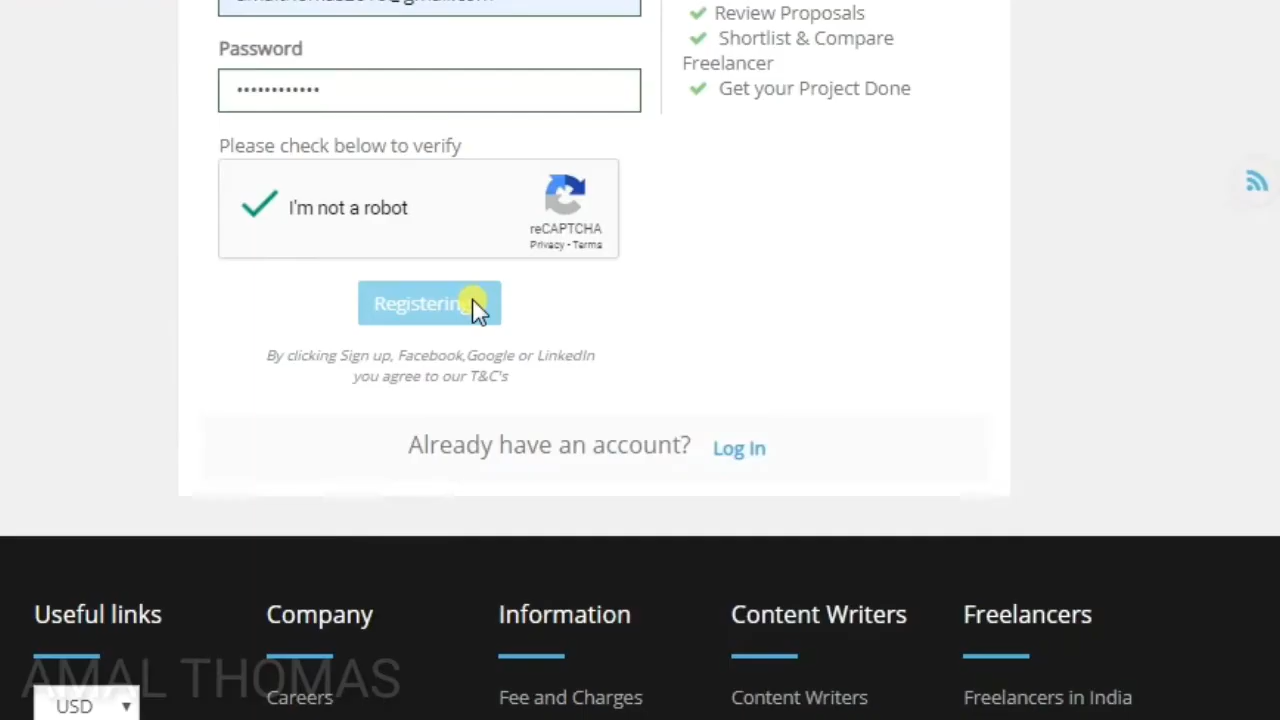 Password
••••••••••••
Please check below to verify
I'm not a robot
reCAPTCHA
Privacy - Terms
Registering
By clicking Sign up, Facebook,Google or LinkedIn
you agree to our T&C's
Already have an account? Log In
Review Proposals
Shortlist & Compare
Freelancer
Get your Project Done
Useful links
USD
Company
Careers
Information
Fee and Charges
Content Writers
Content Writers
Freelancers
Freelancers in India
AMAL THOMAS